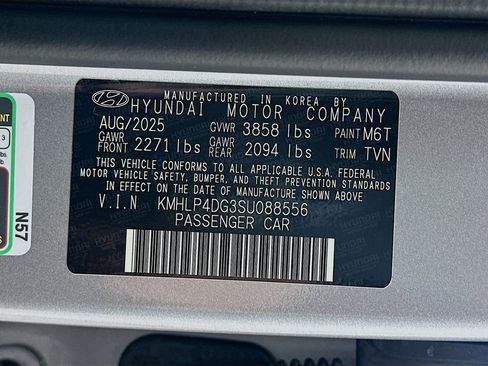 MANUFACTURED IN KOREA BY
HYUNDAI MOTOR COMPANY
AUG/2025 GVWR 3858 lbs PAINT M6T
GAWR FRONT 2271 lbs GAWR REAR 2094 lbs TRIM TVN
THIS VEHICLE CONFORMS TO ALL APPLICABLE U.S.A. FEDERAL
MOTOR VEHICLE SAFETY, BUMPER, AND THEFT PREVENTION STANDARDS
IN EFFECT ON THE DATE OF MANUFACTURE SHOWN ABOVE
V.I.N KMHLP4DG3SU088556
PASSENGER CAR
N57